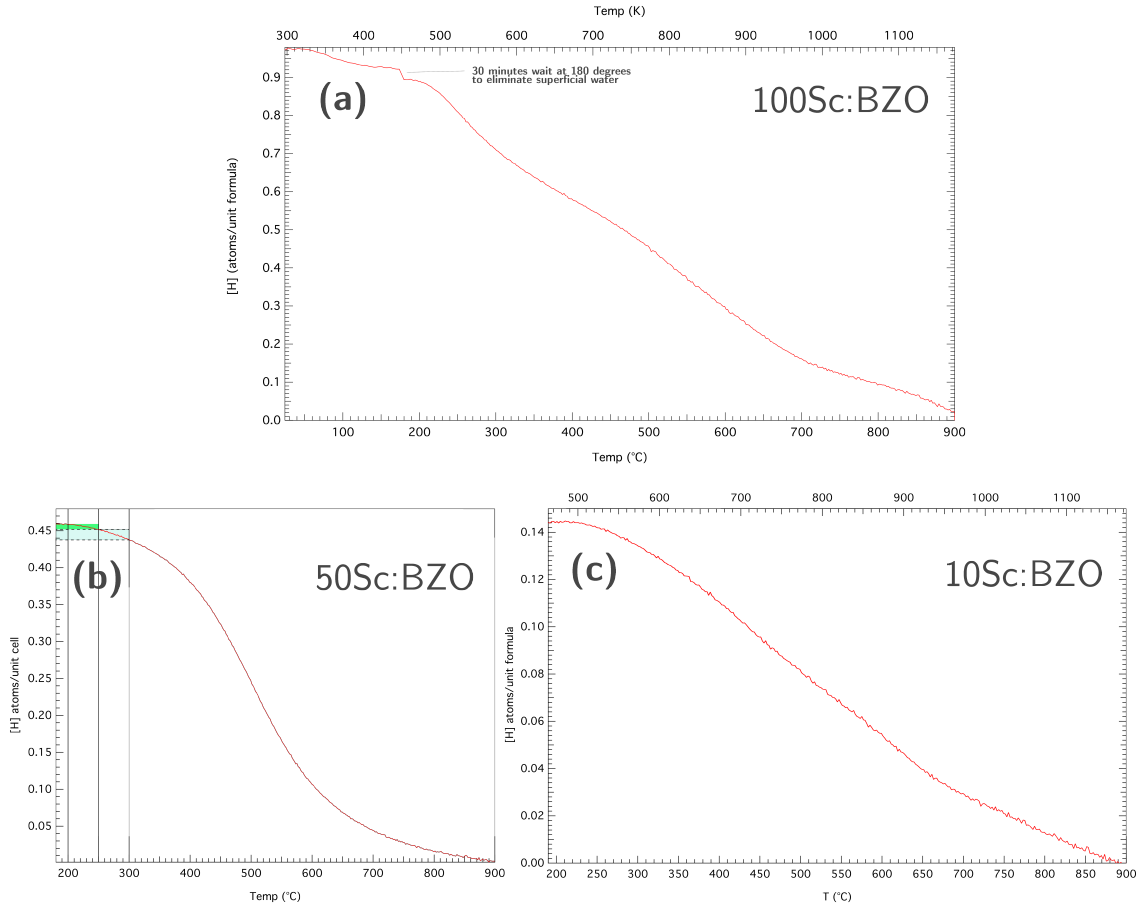 Temp (K)
300 400 500 600 700 800 900 1000 1100
(a)
30 minutes wait at 180 degrees
to eliminate superficial water
100Sc:BZO
[H] (atoms/unit formula)
0.9
0.8
0.7
0.6
0.5
0.4
0.3
0.2
0.1
0.0
100 200 300 400 500 600 700 800 900
Temp (°C)
(b)
50Sc:BZO
[H] atoms/unit cell
0.45
0.40
0.35
0.30
0.25
0.20
0.15
0.10
0.05
200 300 400 500 600 700 800 900
Temp (°C)
500 600 700 800 900 1000 1100
(c)
10Sc:BZO
[H] atoms/unit formula
0.14
0.12
0.10
0.08
0.06
0.04
0.02
0.00
200 250 300 350 400 450 500 550 600 650 700 750 800 850 900
T (°C)